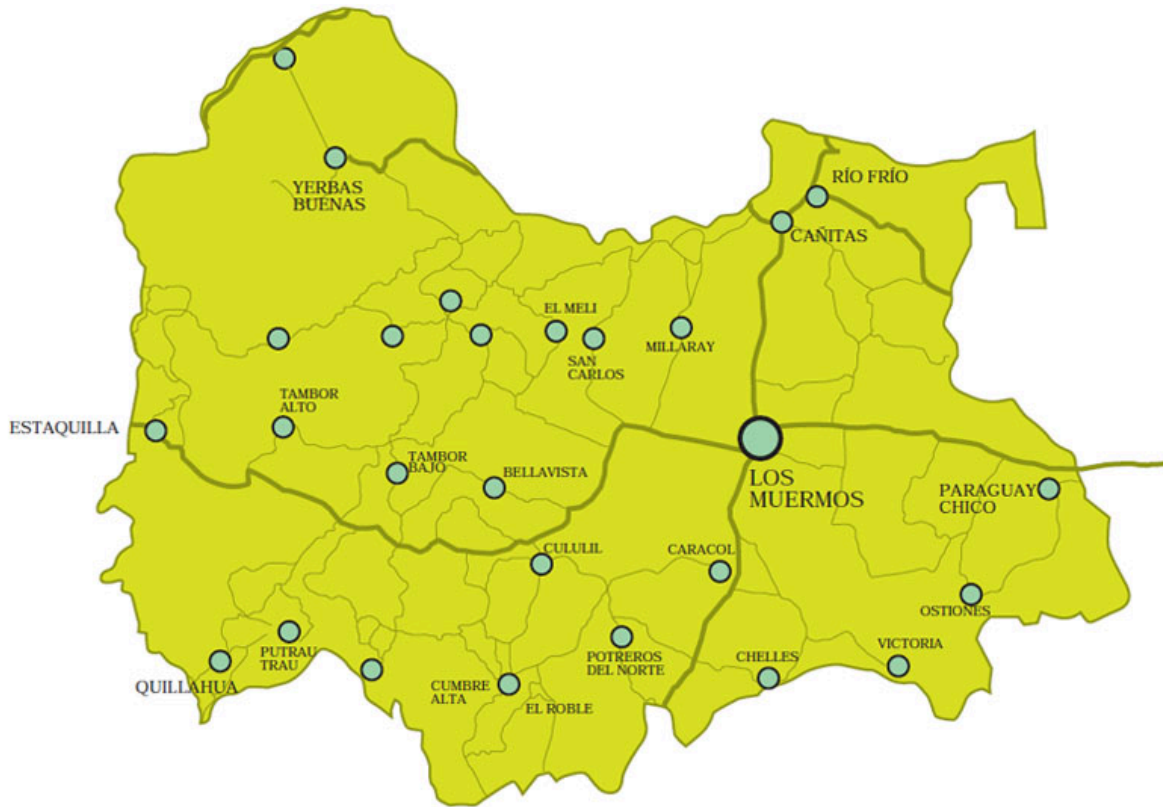 RÍO FRÍO
YERBAS
BUENAS
CAÑITAS
EL MELI
SAN
CARLOS
MILLARAY
TAMBOR
ALTO
ESTAQUILLA
TAMBOR
BAJO
BELLAVISTA
LOS
MUERMOS
PARAGUAY
CHICO
CULULIL
CARACOL
OSTIONES
PUTRAU
TRAU
QUILLAHUA
CUMBRE
ALTA
EL ROBLE
POTREROS
DEL NORTE
CHELLES
VICTORIA